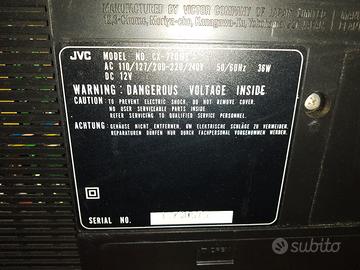 MANUFACTURED BY VICTOR COMPANY OF JAPAN, LIMITED
JVC MODEL NO.
AC 110/127/200-220/240V 50/60Hz 36W
DC 12V
WARNING: DANGEROUS VOLTAGE INSIDE
CAUTION: TO PREVENT ELECTRIC SHOCK, DO NOT REMOVE COVER.
NO USER SERVICEABLE PARTS INSIDE.
REFER SERVICING TO QUALIFIED SERVICE PERSONNEL.
ACHTUNG: GEHÄUSE NICHT ENTFERNEN, UM ELEKTRISCHE SCHLÄGE ZU VERMEIDEN.
REPARATUREN DÜRFEN NUR DURCH FACHPERSONAL VORGENOMMEN WERDEN.
SERIAL NO.
subito